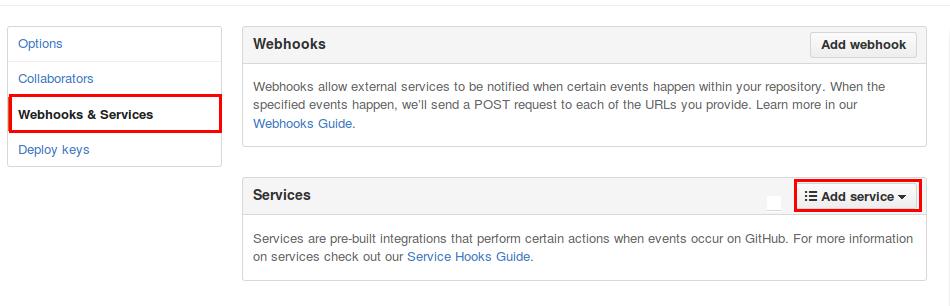 Options
Collaborators
Webhooks & Services
Deploy keys
Webhooks
Add webhook
Webhooks allow external services to be notified when certain events happen within your repository. When the
specified events happen, we'll send a POST request to each of the URLs you provide. Learn more in our
Webhooks Guide.
Services
Add service
Services are pre-built integrations that perform certain actions when events occur on GitHub. For more information
on services check out our Service Hooks Guide.